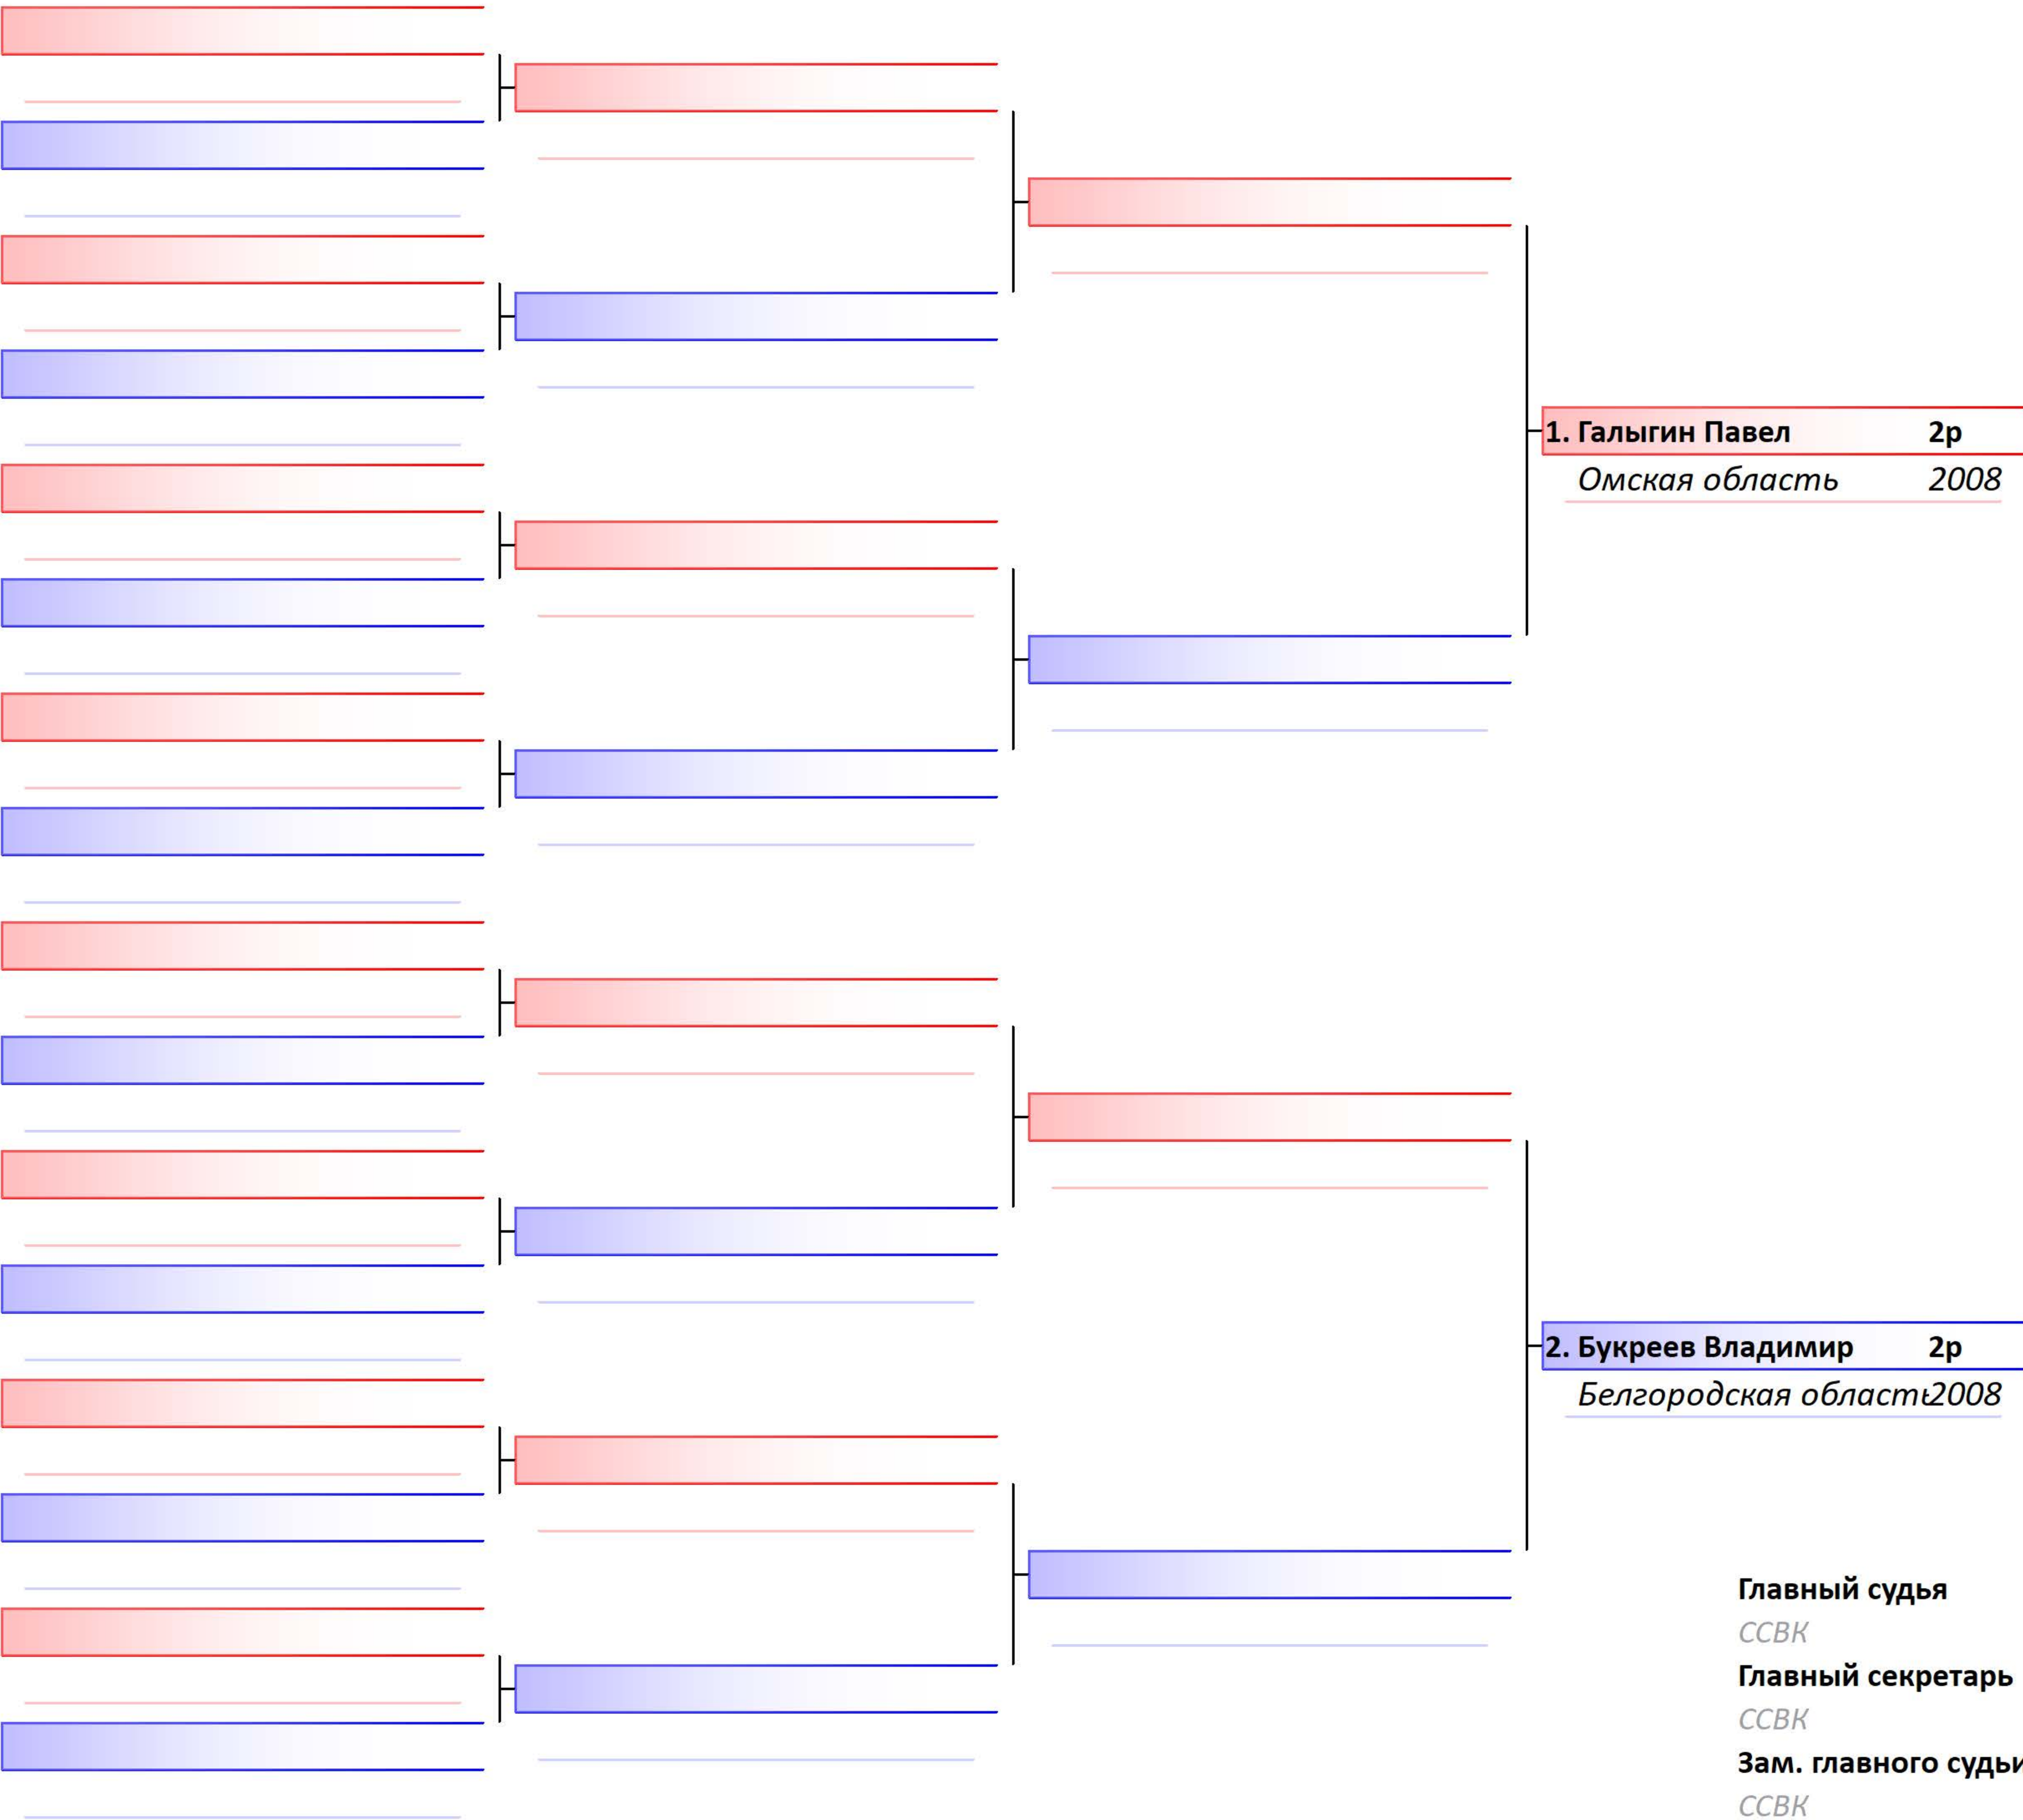 1. Галыгин Павел 2р
Омская область 2008
2. Букреев Владимир 2р
Белгородская область 2008
Главный судья
ССВК
Главный секретарь
ССВК
Зам. главного судьи
ССВК